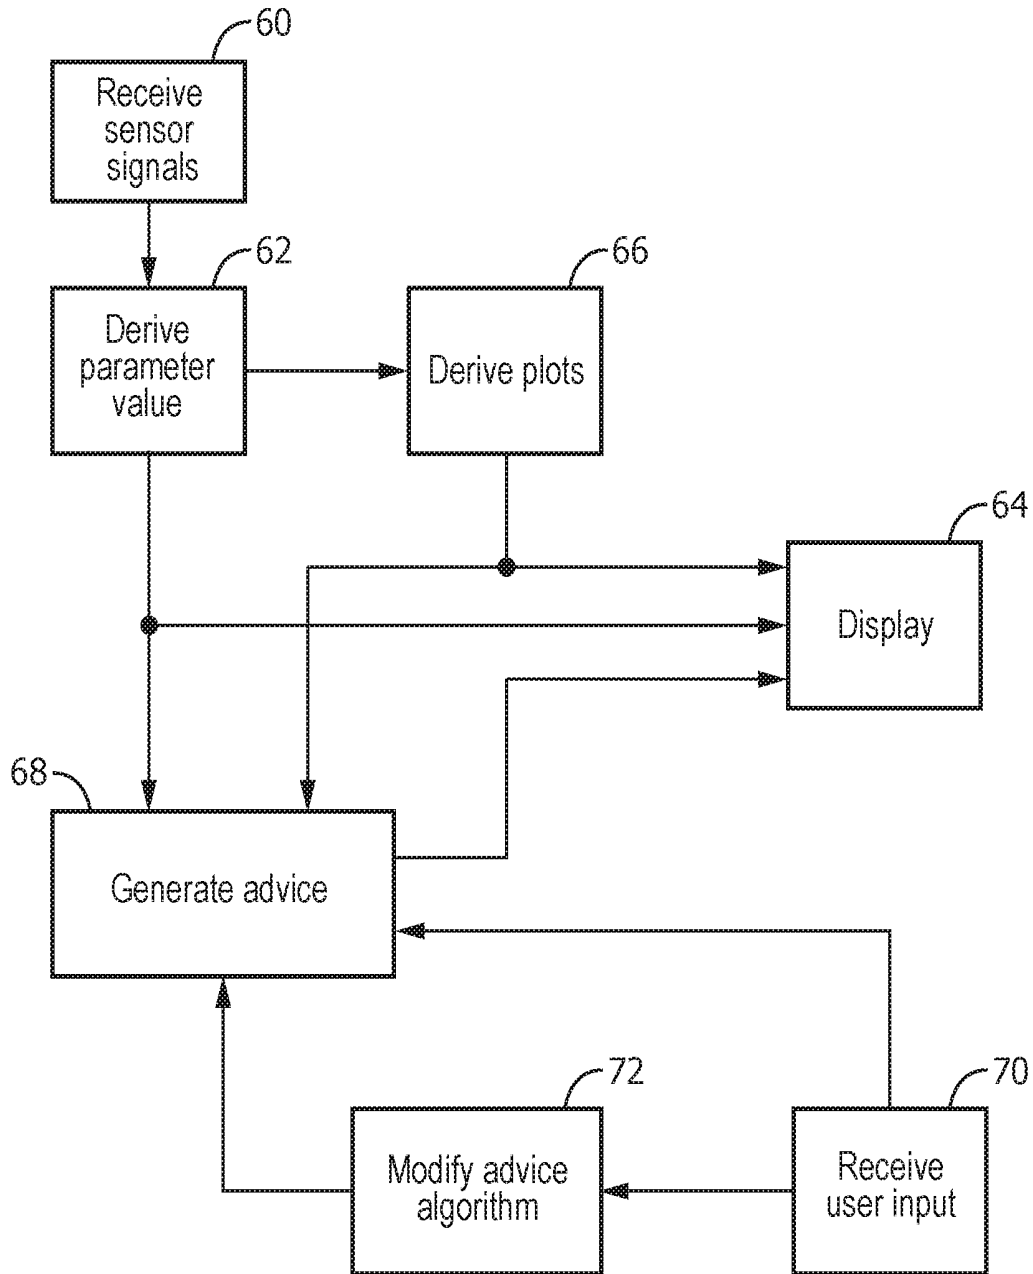 60
Receive
sensor
signals
62
Derive
parameter
value
66
Derive plots
64
Display
68
Generate advice
72
Modify advice
algorithm
70
Receive
user input